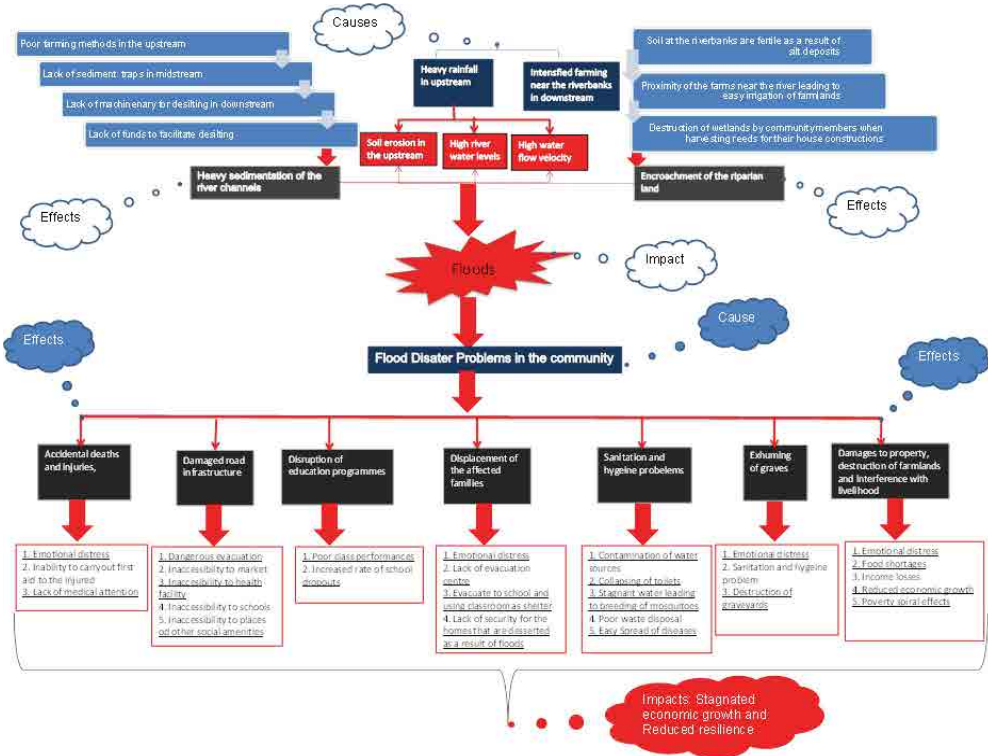 Causes
Poor farming methods in the upstream
Lack of sediment traps in midstream
Lack of machinenary for desilting in downstream
Lack of funds to facilitate desilting
Heavy rainfall
in upstream
Intensfied farming
near the riverbanks
in downstream
Soil at the riverbanks are fertile as a result of
silt deposits
Proximity of the farms near the river leading to
easy irrigation of farmlands
Destruction of wetlands by community members when
harvesting reeds for their house constructions
Soil erosion in
the upstream
High river
water levels
High water
flow velocity
Heavy sedimentation of the
river channels
Encroachment of the riparian
land
Effects
Effects
Floods
Impact
Cause
Effects
Effects
Flood Disater Problems in the community
Accidental deaths
and injuries,
Damaged road
in frastructure
Disruption of
education programmes
Displacement of
the affected
families
Sanitation and
hygeine probelems
Exhuming
of graves
Damages to property,
destruction of farmlands
and Interference with
livelihood
1. Emotional distress
2. Inability to carryout first
aid to the injured
3. Lack of medical attention
1. Dangerous evacuation
2. Inaccessibility to market
3. Inaccessibility to health
facility
4. Inaccessibility to schools
5. Inaccessibility to places
od other social amenities
1. Poor class performances
2. Increased rate of school
dropouts
1. Emotional distress
2. Lack of evacuation
centre
3. Evacuate to school and
using classroom as shelter
4. Lack of security for the
homes that are desserted
as a result of floods
1. Contamination of water
sources
2. Collapsing of toilets
3. Stagnant water leading
to breeding of mosquitoes
4. Poor waste disposal
5. Easy Spread of diseases
1. Emotional distress
2. Sanitation and hygeine
problem
3. Destruction of
graveyards
1. Emotional distress
2. Food shortages
3. Income losses
4. Reduced economic growth
5. Poverty spiral effects
Impacts: Stagnated
economic growth and
Reduced resilience